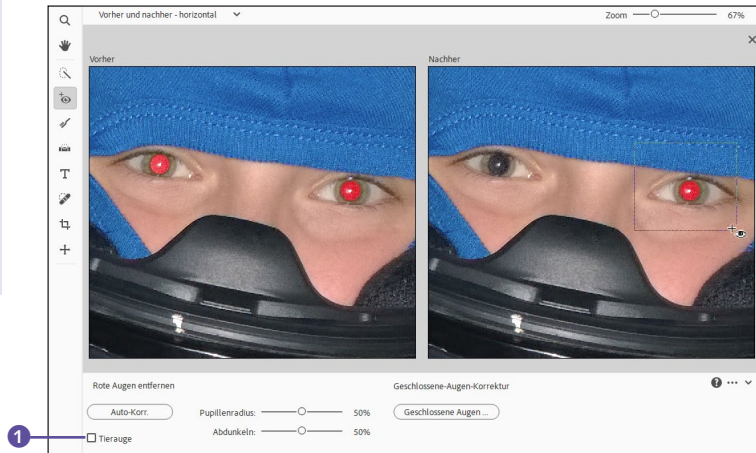 Vorher und nachher - horizontal
Zoom 67%
Vorher
Nachher
T
Rote Augen entfernen
Geschlossene-Augen-Korrektur
?
Auto-Korr.
Pupillenradius: 50%
Geschlossene Augen ...
1
Tierauge
Abdunkeln: 50%